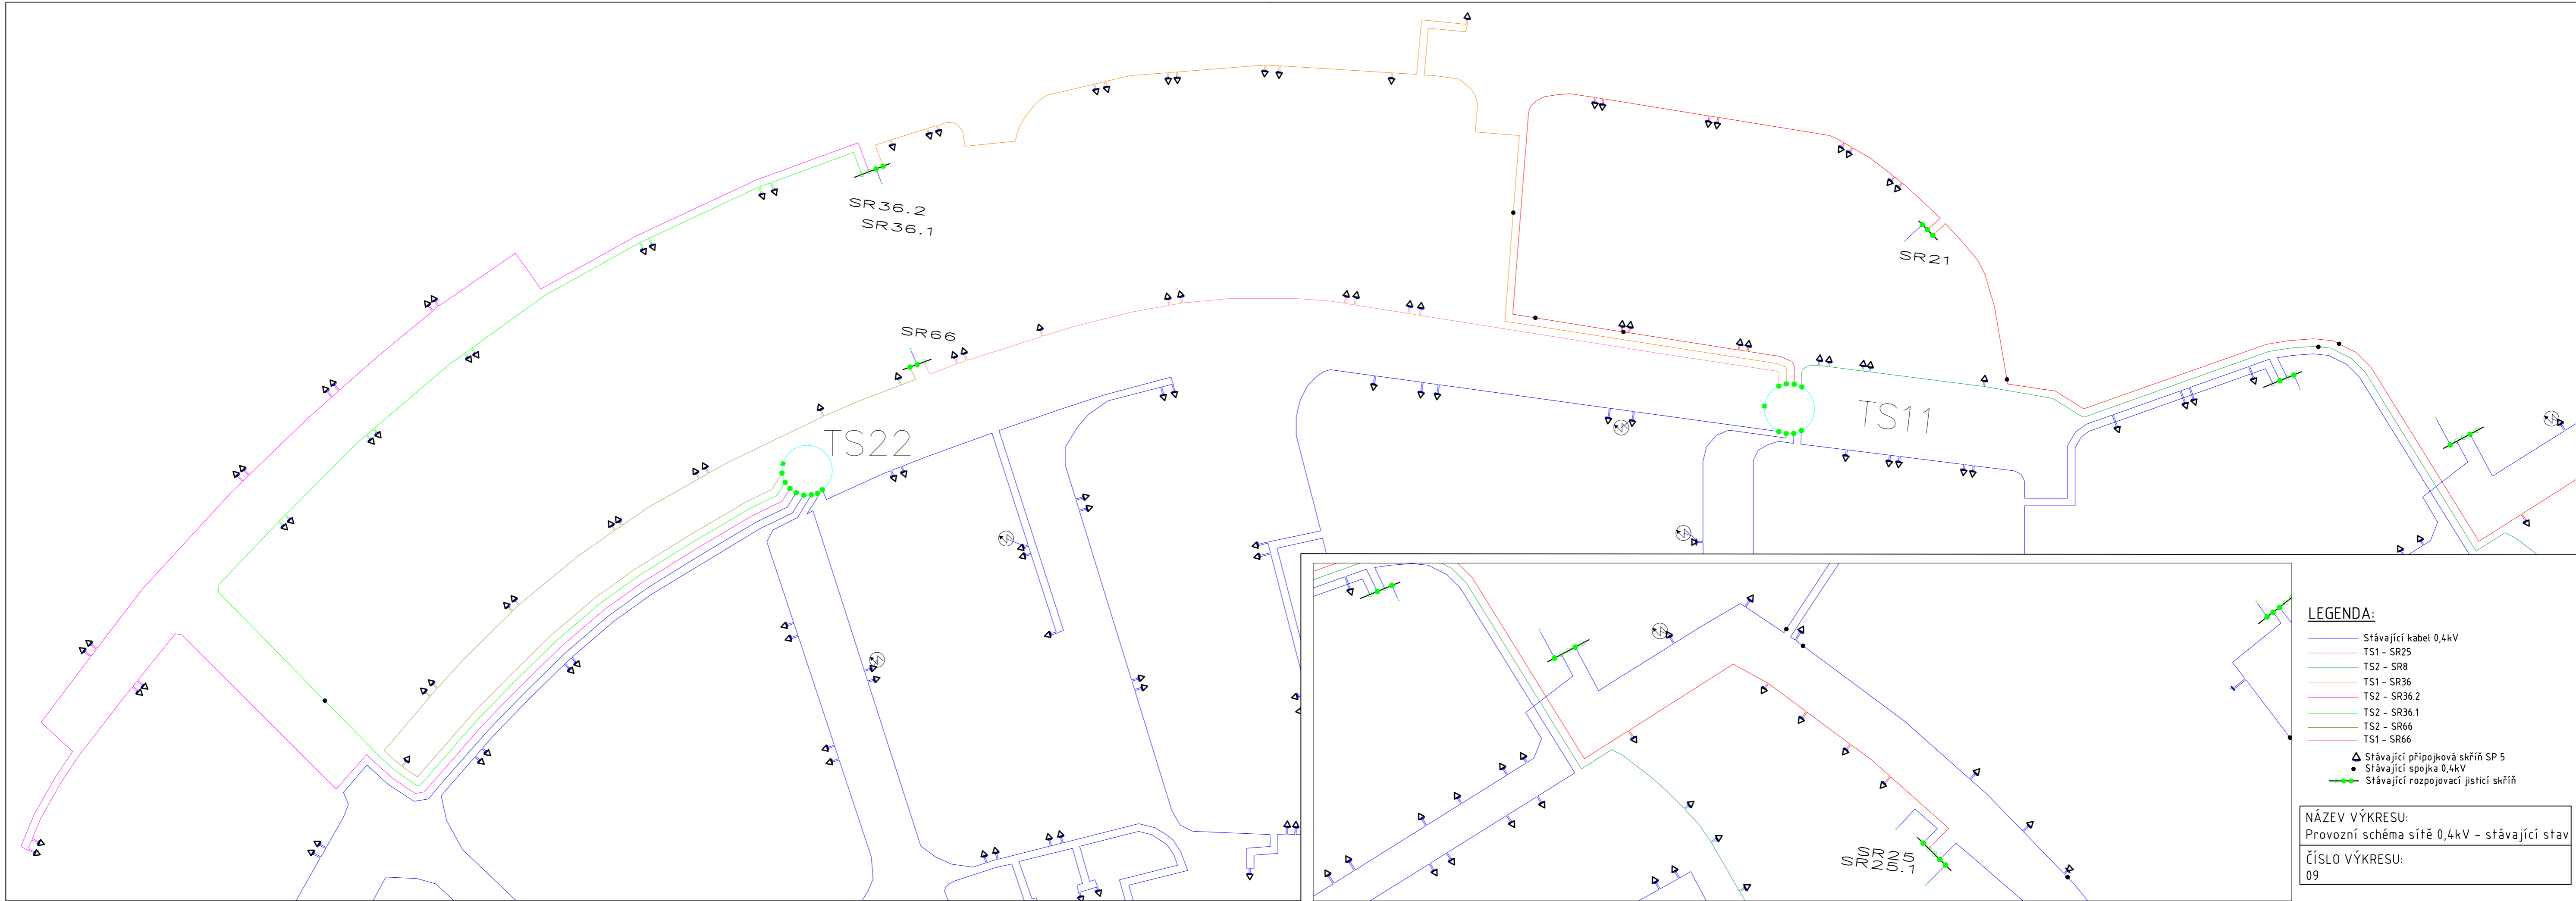 SR36.2
SR36.1
SR66
SR21
TS22
TS11
SR25
SR25.1
LEGENDA:
Stávající kabel 0,4kV
TS1 - SR25
TS2 - SR8
TS1 - SR36
TS2 - SR36.2
TS2 - SR36.1
TS2 - SR66
TS1 - SR66
Stávající přípojková skříň SP 5
Stávající spojka 0,4kV
Stávající rozpojovací jisticí skříň
NÁZEV VÝKRESU:
Provozní schéma sítě 0,4kV - stávající stav
ČÍSLO VÝKRESU:
09